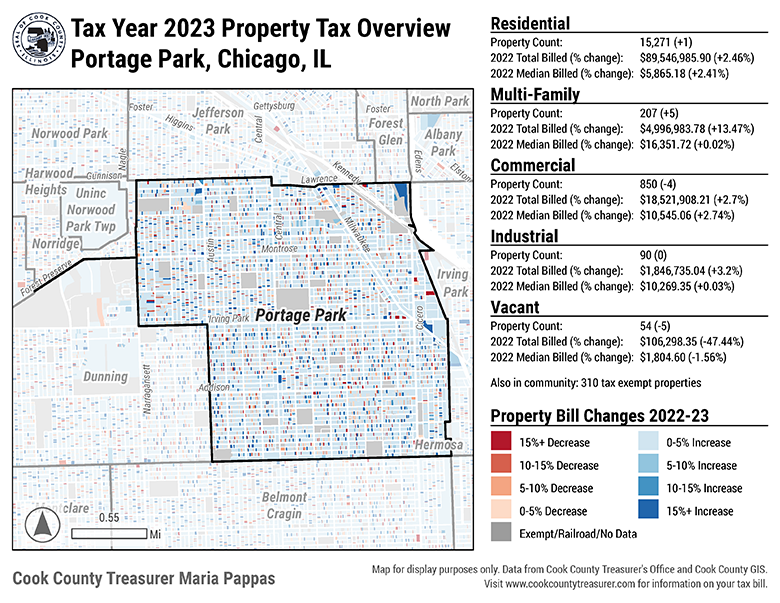 Tax Year 2023 Property Tax Overview
Portage Park, Chicago, IL
SEAL OF COOK COUNTY
ILLINOIS
Residential
Property Count: 15,271 (+1)
2022 Total Billed (% change): $89,546,985.90 (+2.46%)
2022 Median Billed (% change): $5,865.18 (+2.41%)
Multi-Family
Property Count: 207 (+5)
2022 Total Billed (% change): $4,996,983.78 (+13.47%)
2022 Median Billed (% change): $16,351.72 (+0.02%)
Commercial
Property Count: 850 (-4)
2022 Total Billed (% change): $18,521,908.21 (+2.7%)
2022 Median Billed (% change): $10,545.06 (+2.74%)
Industrial
Property Count: 90 (0)
2022 Total Billed (% change): $1,846,735.04 (+3.2%)
2022 Median Billed (% change): $10,269.35 (+0.03%)
Vacant
Property Count: 54 (-5)
2022 Total Billed (% change): $106,298.35 (-47.44%)
2022 Median Billed (% change): $1,804.60 (-1.56%)
Also in community: 310 tax exempt properties
Property Bill Changes 2022-23
15%+ Decrease
10-15% Decrease
5-10% Decrease
0-5% Decrease
Exempt/Railroad/No Data
0-5% Increase
5-10% Increase
10-15% Increase
15%+ Increase
Foster
Gettysburg
Foster
North Park
Higgins
Jefferson
Park
Central
Forest
Glen
Albany
Park
Norwood Park
Nagle
Edens
Elston
Kennedy
Harwood
Heights
Gunnison
Lawrence
Uninc
Norwood
Park Twp
Norridge
Austin
Central
Milwaukee
Montrose
Forest Preserve
Irving
Park
Irving Park
Portage Park
Cicero
Dunning
Narragansett
Addison
Hermosa
Belmont
Cragin
clare
0.55
Mi
Cook County Treasurer Maria Pappas
Map for display purposes only. Data from Cook County Treasurer's Office and Cook County GIS.
Visit www.cookcountytreasurer.com for information on your tax bill.